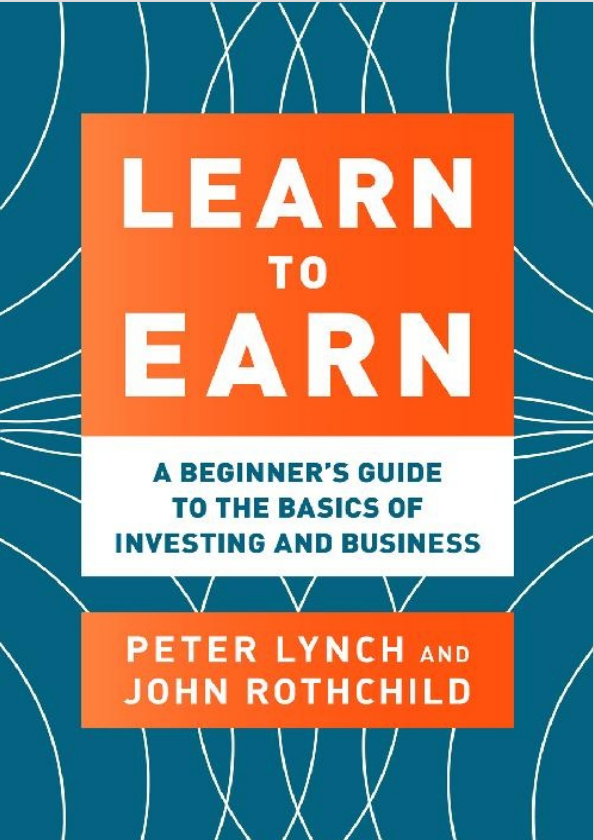 LEARN
TO
EARN
A BEGINNER'S GUIDE
TO THE BASICS OF
INVESTING AND BUSINESS
PETER LYNCH AND
JOHN ROTHCHILD